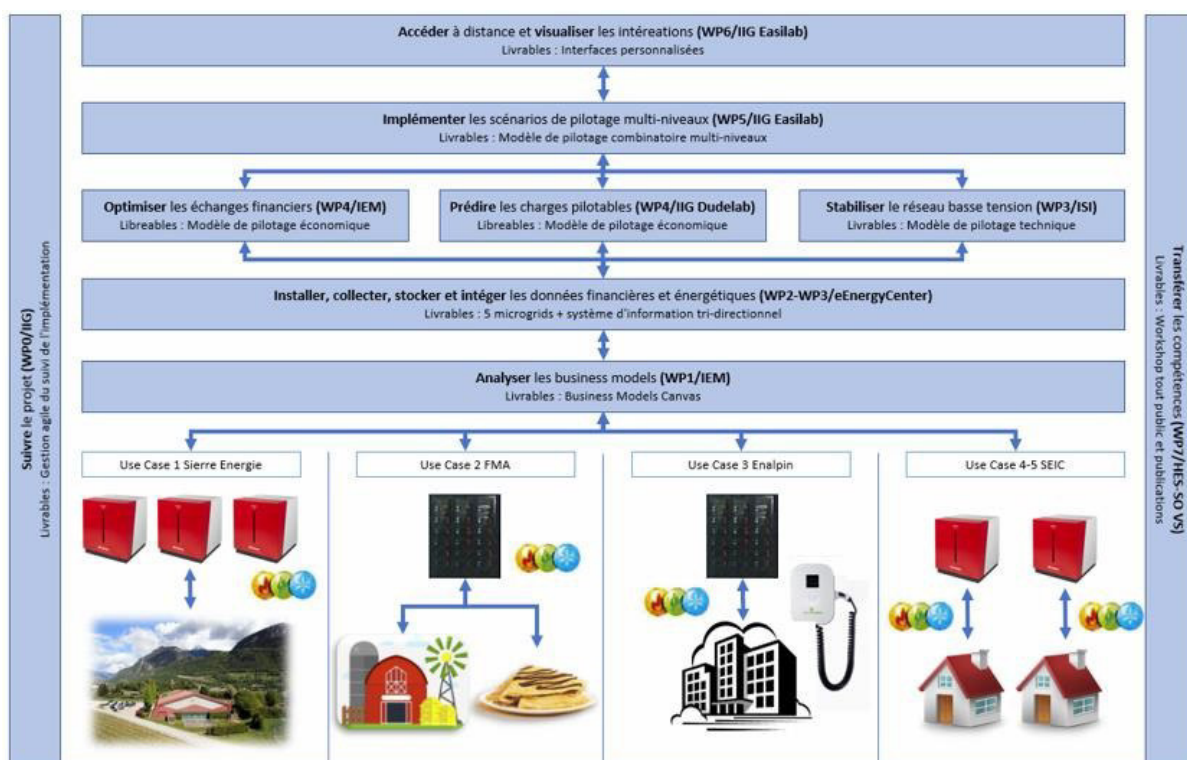 Accéder à distance et visualiser les intéreations (WP6/IIG Easilab)
Livrables : Interfaces personnalisées
Implémenter les scénarios de pilotage multi-niveaux (WP5/IIG Easilab)
Livrables : Modèle de pilotage combinatoire multi-niveaux
Optimiser les échanges financiers (WP4/IEM)
Libreables : Modèle de pilotage économique
Prédire les charges pilotables (WP4/IIG Dudelab)
Libreables : Modèle de pilotage économique
Stabiliser le réseau basse tension (WP3/ISI)
Livrables : Modèle de pilotage technique
Installer, collecter, stocker et intéger les données financières et énergétiques (WP2-WP3/eEnergyCenter)
Livrables : 5 microgrids + système d'information tri-directionnel
Analyser les business models (WP1/IEM)
Livrables : Business Models Canvas
Use Case 1 Sierre Energie
Use Case 2 FMA
Use Case 3 Enalpin
Use Case 4-5 SEIC
Suivre le projet (WP0/IIG)
Livrables : Gestion agile du suivi de l'implémentation
Transférer les compétences (WP7/HES-SO VS)
Livrables : Workshop tout public et publications